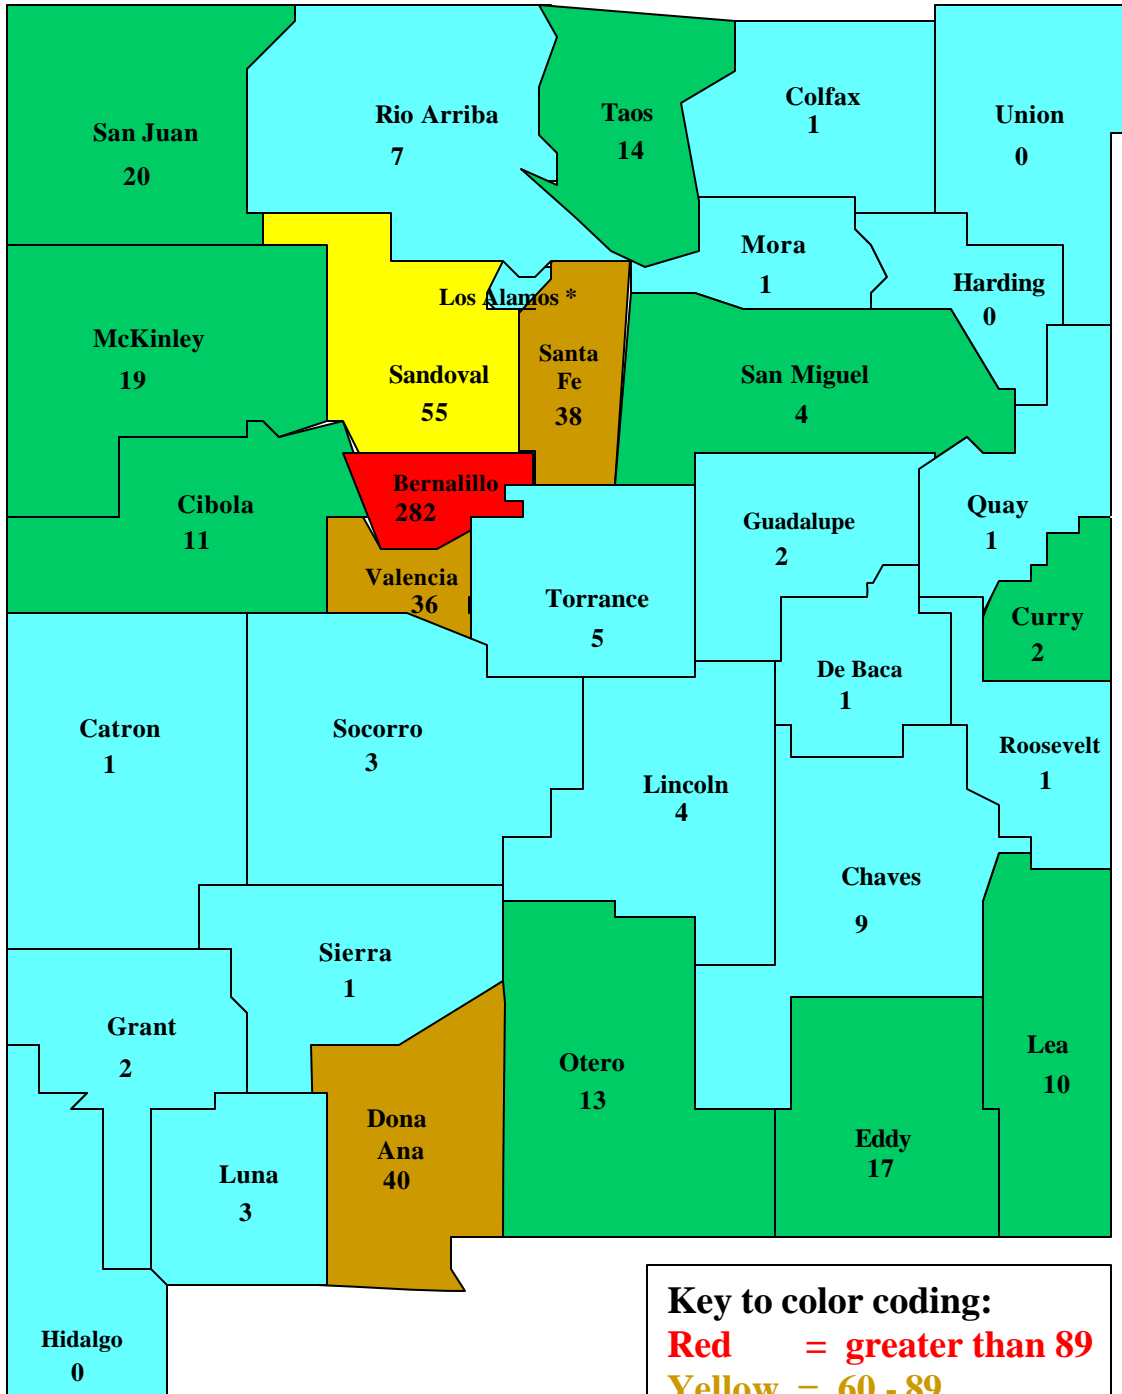 San Juan
20
Rio Arriba
7
Taos
14
Colfax
1
Union
0
McKinley
19
Los Alamos *
Mora
1
Harding
0
Sandoval
55
Santa
Fe
38
San Miguel
4
Cibola
11
Bernalillo
282
Guadalupe
2
Quay
1
Valencia
36
Torrance
5
Curry
2
De Baca
1
Catron
1
Socorro
3
Lincoln
4
Roosevelt
1
Chaves
9
Sierra
1
Grant
2
Otero
13
Lea
10
Dona
Ana
40
Eddy
17
Luna
3
Hidalgo
0
Key to color coding:
Red = greater than 89
Yellow = 60 - 89